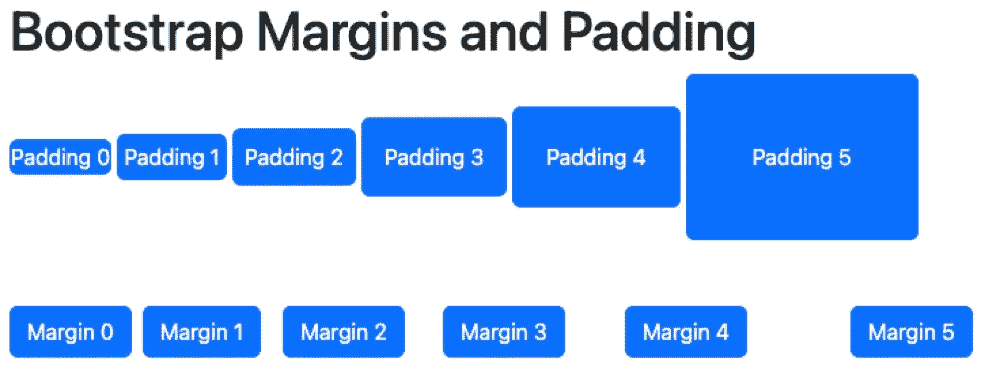 Bootstrap Margins and Padding
Padding 0 Padding 1 Padding 2 Padding 3 Padding 4 Padding 5
Margin 0 Margin 1 Margin 2 Margin 3 Margin 4 Margin 5